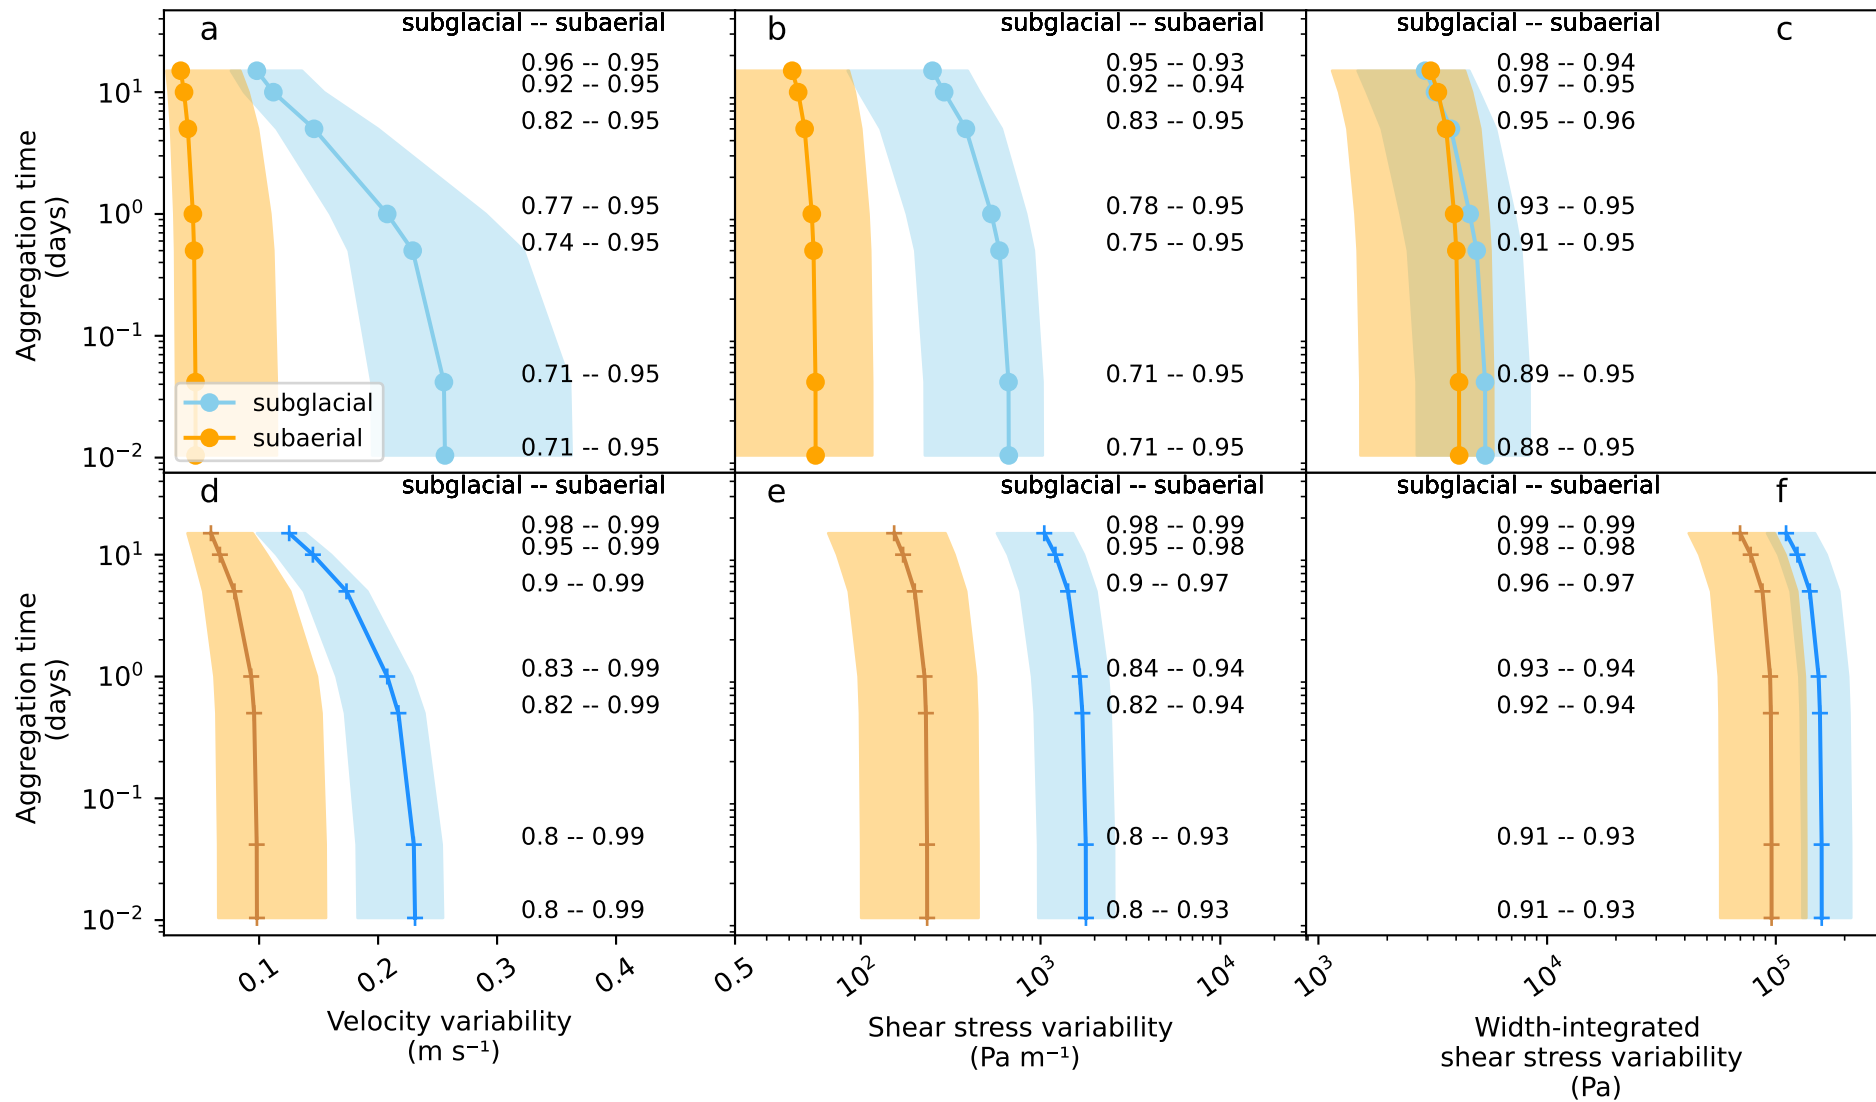 a
subglacial -- subaerial
0.96 -- 0.95
0.92 -- 0.95
0.82 -- 0.95
0.77 -- 0.95
0.74 -- 0.95
0.71 -- 0.95
0.71 -- 0.95
10¹
10⁰
10⁻¹
10⁻²
Aggregation time
(days)
subglacial
subaerial
b
subglacial -- subaerial
0.95 -- 0.93
0.92 -- 0.94
0.83 -- 0.95
0.78 -- 0.95
0.75 -- 0.95
0.71 -- 0.95
0.71 -- 0.95
subglacial -- subaerial
c
0.98 -- 0.94
0.97 -- 0.95
0.95 -- 0.96
0.93 -- 0.95
0.91 -- 0.95
0.89 -- 0.95
0.88 -- 0.95
d
subglacial -- subaerial
0.98 -- 0.99
0.95 -- 0.99
0.9 -- 0.99
0.83 -- 0.99
0.82 -- 0.99
0.8 -- 0.99
0.8 -- 0.99
10¹
10⁰
10⁻¹
10⁻²
Aggregation time
(days)
0.1
0.2
0.3
0.4
0.5
Velocity variability
(m s⁻¹)
e
subglacial -- subaerial
0.98 -- 0.99
0.95 -- 0.98
0.9 -- 0.97
0.84 -- 0.94
0.82 -- 0.94
0.8 -- 0.93
0.8 -- 0.93
10²
10³
10⁴
Shear stress variability
(Pa m⁻¹)
subglacial -- subaerial
f
0.99 -- 0.99
0.98 -- 0.98
0.96 -- 0.97
0.93 -- 0.94
0.92 -- 0.94
0.91 -- 0.93
0.91 -- 0.93
10³
10⁴
10⁵
Width-integrated
shear stress variability
(Pa)